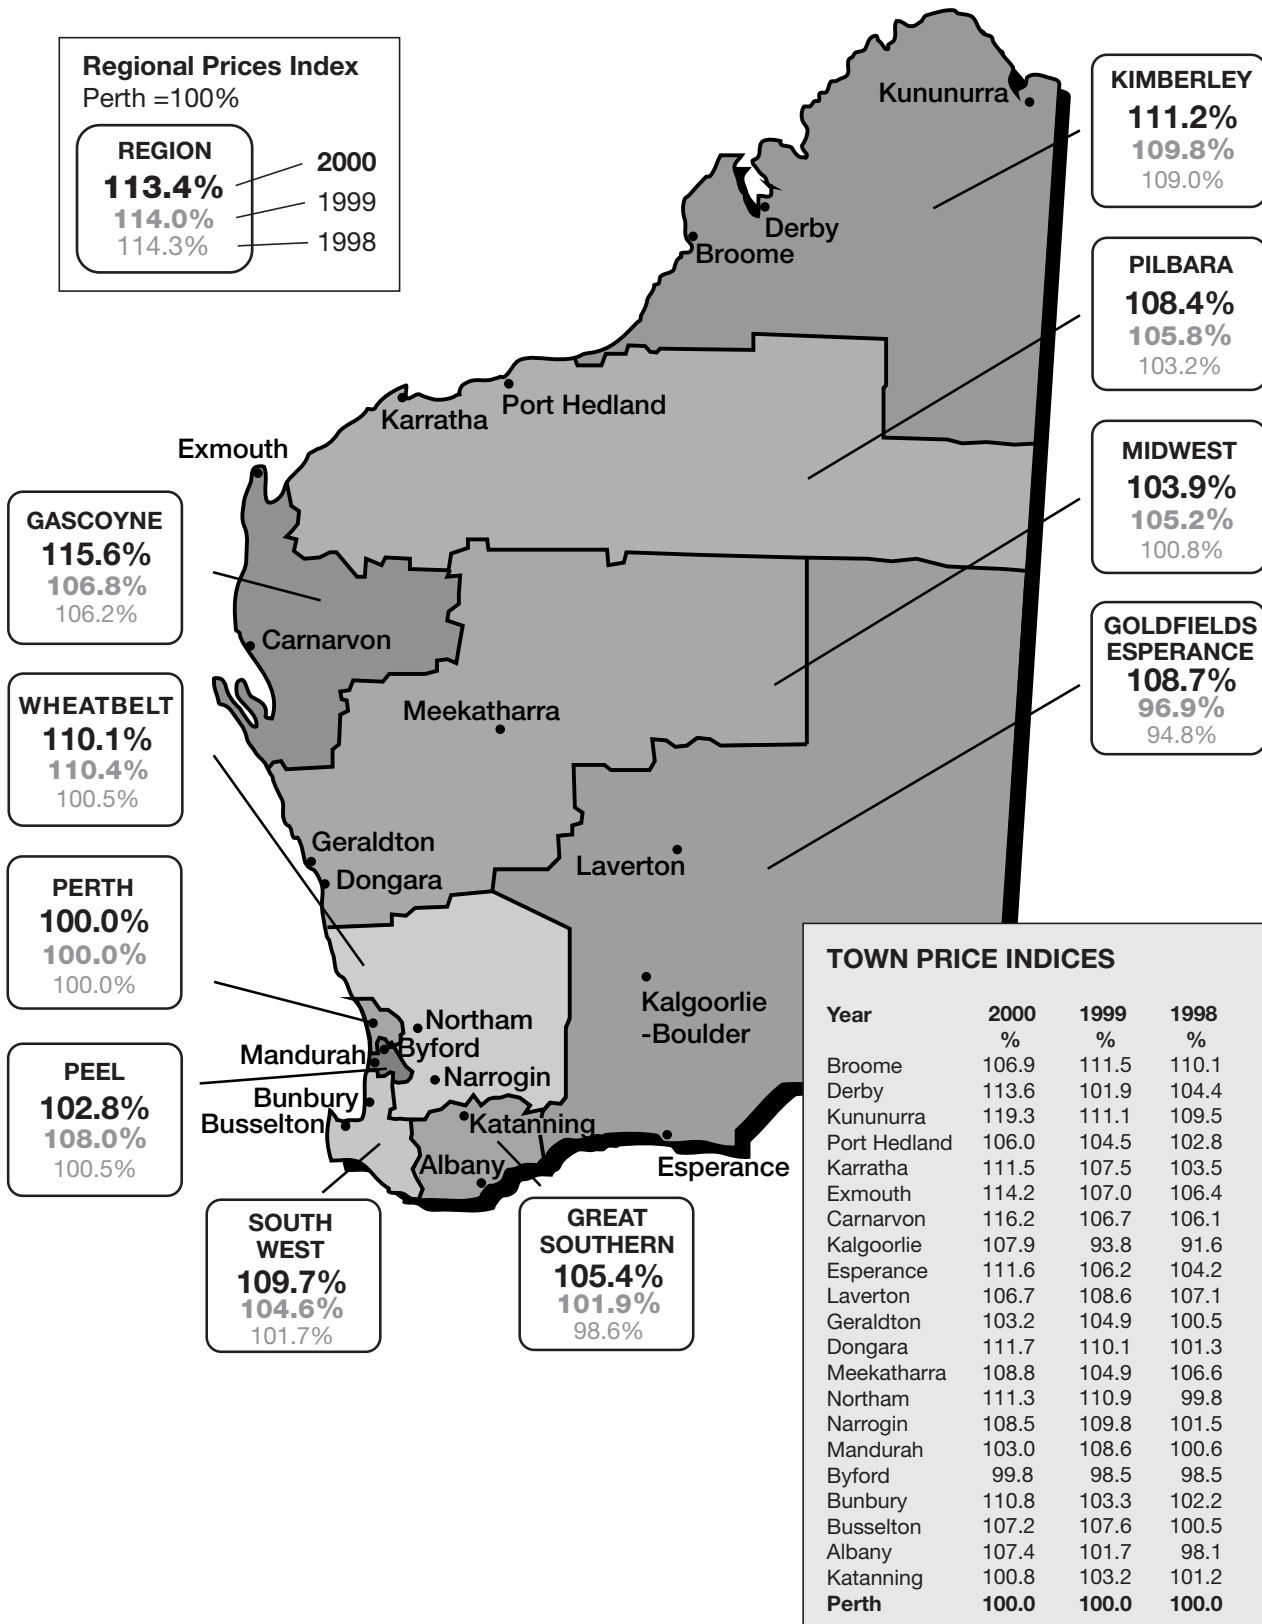 Regional Prices Index
Perth =100%
REGION
113.4%
114.0%
114.3%
2000
1999
1998
KIMBERLEY
111.2%
109.8%
109.0%
PILBARA
108.4%
105.8%
103.2%
MIDWEST
103.9%
105.2%
100.8%
GOLDFIELDS
ESPERANCE
108.7%
96.9%
94.8%
GASCOYNE
115.6%
106.8%
106.2%
WHEATBELT
110.1%
110.4%
100.5%
PERTH
100.0%
100.0%
100.0%
PEEL
102.8%
108.0%
100.5%
SOUTH
WEST
109.7%
104.6%
101.7%
GREAT
SOUTHERN
105.4%
101.9%
98.6%
Kununurra
Derby
Broome
Port Hedland
Karratha
Exmouth
Carnarvon
Meekatharra
Geraldton
Dongara
Laverton
Kalgoorlie
-Boulder
Northam
Byford
Mandurah
Narrogin
Bunbury
Busselton
Katanning
Albany
Esperance
TOWN PRICE INDICES
Year 2000 1999 1998
% % %
Broome 106.9 111.5 110.1
Derby 113.6 101.9 104.4
Kununurra 119.3 111.1 109.5
Port Hedland 106.0 104.5 102.8
Karratha 111.5 107.5 103.5
Exmouth 114.2 107.0 106.4
Carnarvon 116.2 106.7 106.1
Kalgoorlie 107.9 93.8 91.6
Esperance 111.6 106.2 104.2
Laverton 106.7 108.6 107.1
Geraldton 103.2 104.9 100.5
Dongara 111.7 110.1 101.3
Meekatharra 108.8 104.9 106.6
Northam 111.3 110.9 99.8
Narrogin 108.5 109.8 101.5
Mandurah 103.0 108.6 100.6
Byford 99.8 98.5 98.5
Bunbury 110.8 103.3 102.2
Busselton 107.2 107.6 100.5
Albany 107.4 101.7 98.1
Katanning 100.8 103.2 101.2
Perth 100.0 100.0 100.0